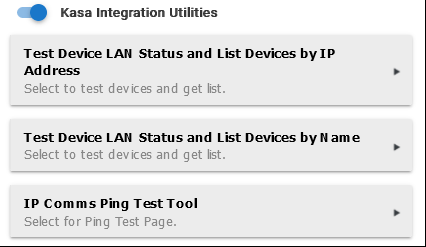 Kasa Integration Utilities
Test Device LAN Status and List Devices by IP
Address
Select to test devices and get list.
Test Device LAN Status and List Devices by Name
Select to test devices and get list.
IP Comms Ping Test Tool
Select for Ping Test Page.